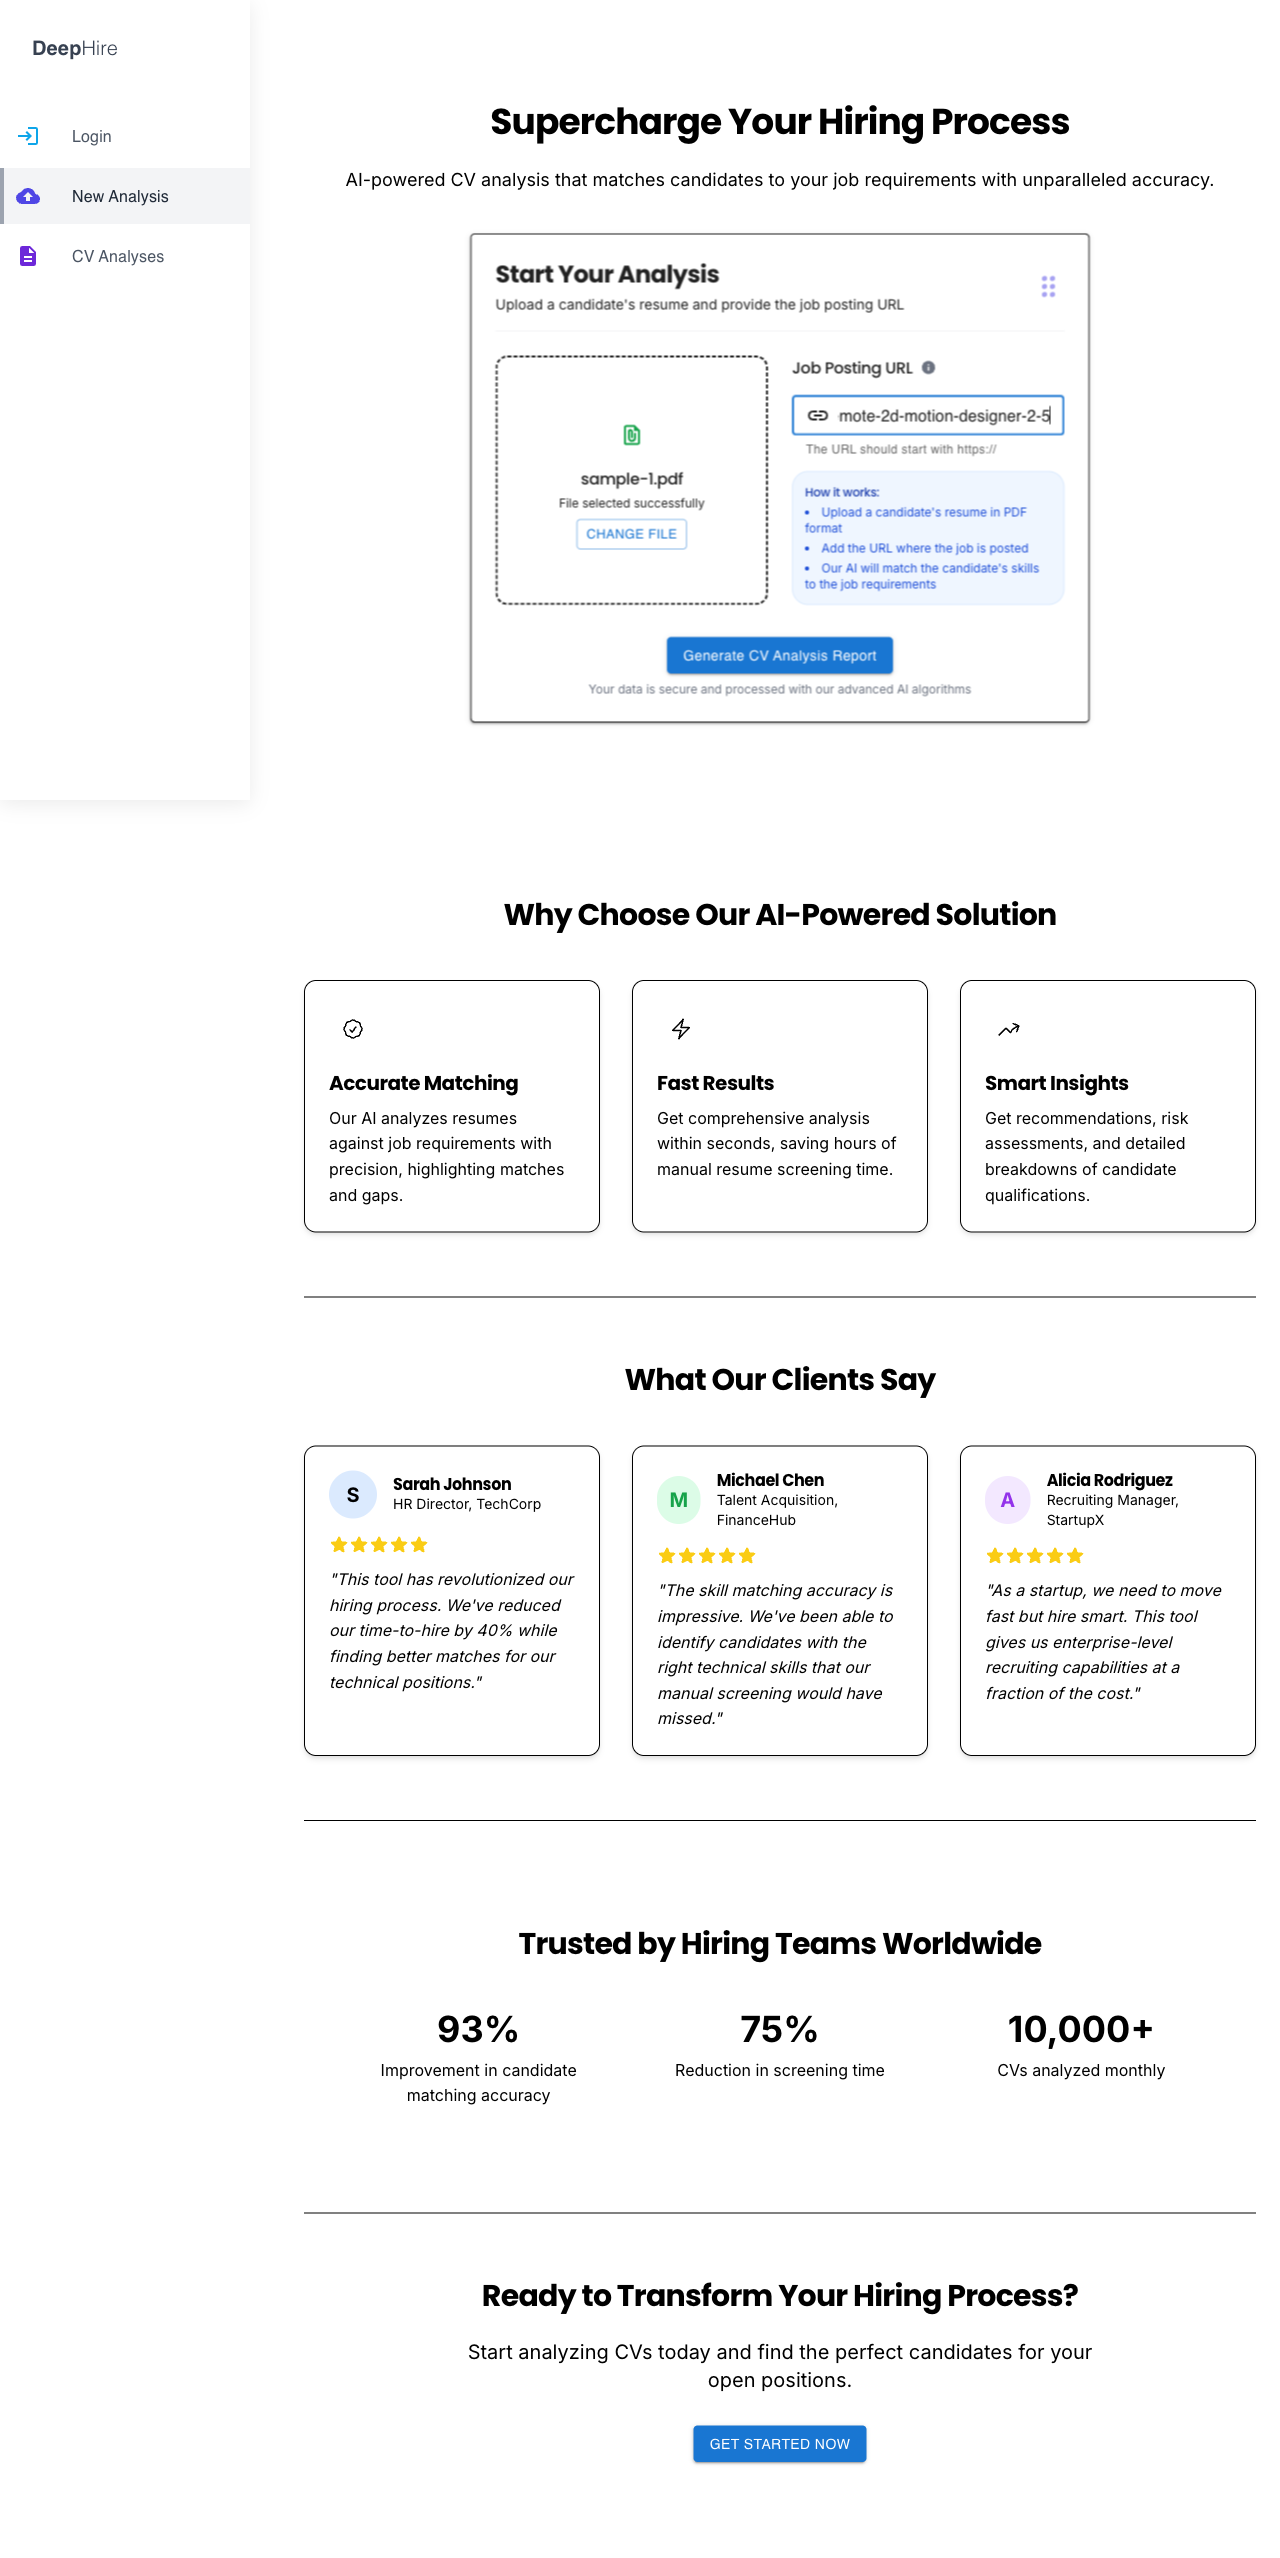 DeepHire
Login
New Analysis
CV Analyses
Supercharge Your Hiring Process
AI-powered CV analysis that matches candidates to your job requirements with unparalleled accuracy.
Start Your Analysis
Upload a candidate's resume and provide the job posting URL
sample-1.pdf
File selected successfully
CHANGE FILE
Job Posting URL
mote-2d-motion-designer-2-5
The URL should start with https://
How it works:
• Upload a candidate's resume in PDF
format
• Add the URL where the job is posted
• Our AI will match the candidate's skills
to the job requirements
Generate CV Analysis Report
Your data is secure and processed with our advanced AI algorithms
Why Choose Our AI-Powered Solution
Accurate Matching
Our AI analyzes resumes
against job requirements with
precision, highlighting matches
and gaps.
Fast Results
Get comprehensive analysis
within seconds, saving hours of
manual resume screening time.
Smart Insights
Get recommendations, risk
assessments, and detailed
breakdowns of candidate
qualifications.
What Our Clients Say
S
Sarah Johnson
HR Director, TechCorp
"This tool has revolutionized our
hiring process. We've reduced
our time-to-hire by 40% while
finding better matches for our
technical positions."
M
Michael Chen
Talent Acquisition,
FinanceHub
"The skill matching accuracy is
impressive. We've been able to
identify candidates with the
right technical skills that our
manual screening would have
missed."
A
Alicia Rodriguez
Recruiting Manager,
StartupX
"As a startup, we need to move
fast but hire smart. This tool
gives us enterprise-level
recruiting capabilities at a
fraction of the cost."
Trusted by Hiring Teams Worldwide
93%
Improvement in candidate
matching accuracy
75%
Reduction in screening time
10,000+
CVs analyzed monthly
Ready to Transform Your Hiring Process?
Start analyzing CVs today and find the perfect candidates for your
open positions.
GET STARTED NOW